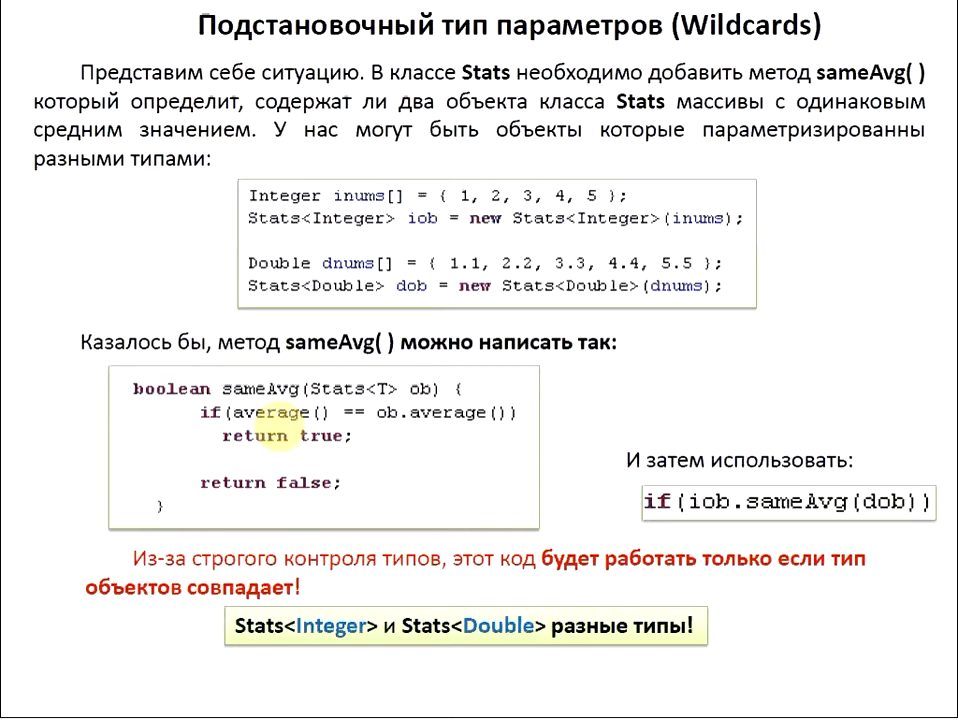 Подстановочный тип параметров (Wildcards)
Представим себе ситуацию. В классе Stats необходимо добавить метод sameAvg( )
который определит, содержат ли два объекта класса Stats массивы с одинаковым
средним значением. У нас могут быть объекты которые параметризированны
разными типами:
Integer inums[] = { 1, 2, 3, 4, 5 };
Stats<Integer> iob = new Stats<Integer>(inums);
Double dnums[] = { 1.1, 2.2, 3.3, 4.4, 5.5 };
Stats<Double> dob = new Stats<Double>(dnums);
Казалось бы, метод sameAvg( ) можно написать так:
boolean sameAvg(Stats<T> ob) {
if(average() == ob.average())
return true;
return false;
}
И затем использовать:
if(iob.sameAvg(dob))
Из-за строгого контроля типов, этот код будет работать только если тип
объектов совпадает!
Stats<Integer> и Stats<Double> разные типы!